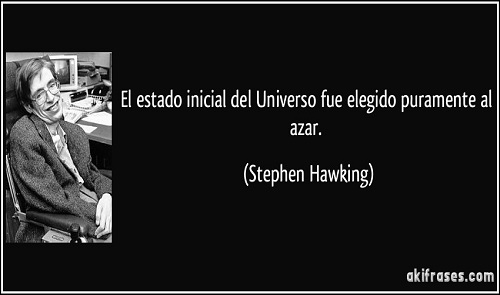 El estado inicial del Universo fue elegido puramente al
azar.
(Stephen Hawking)
akifrases.com